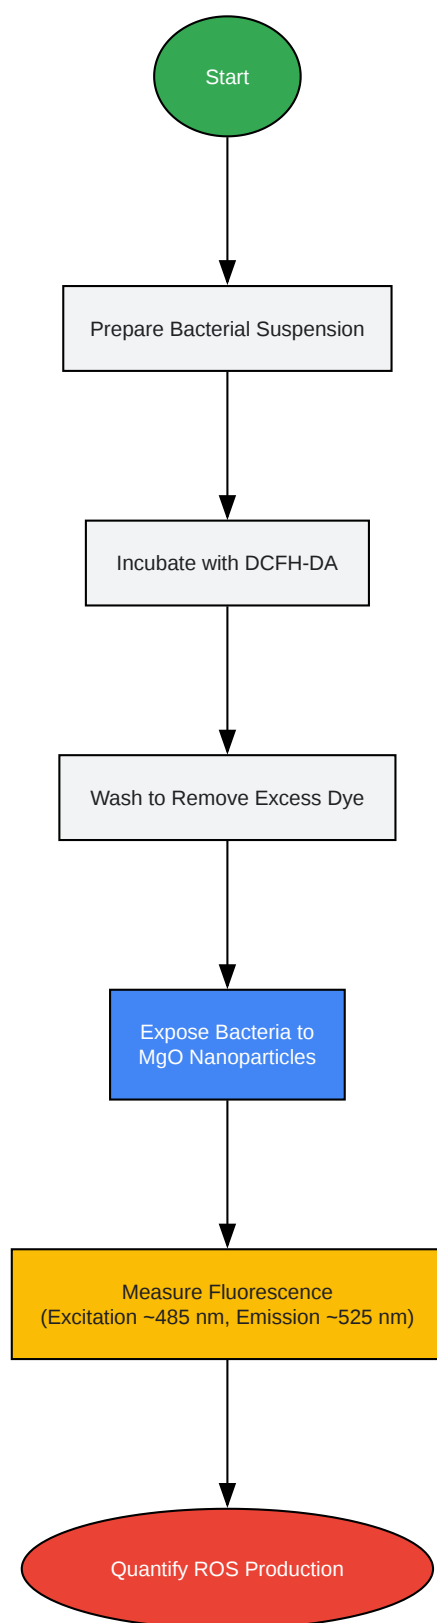 Start
Prepare Bacterial Suspension
Incubate with DCFH-DA
Wash to Remove Excess Dye
Expose Bacteria to
MgO Nanoparticles
Measure Fluorescence
(Excitation ~485 nm, Emission ~525 nm)
Quantify ROS Production